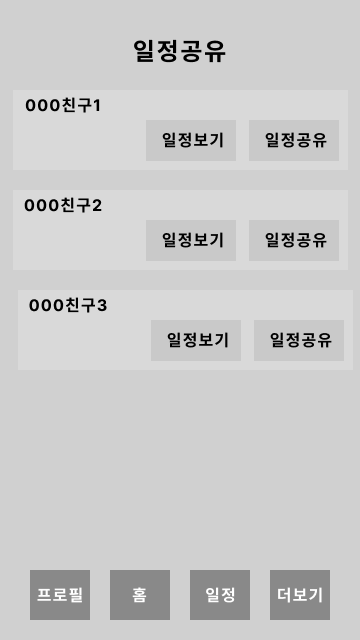 일정공유
000친구1
일정보기 일정공유
000친구2
일정보기 일정공유
000친구3
일정보기 일정공유
프로필 홈 일정 더보기